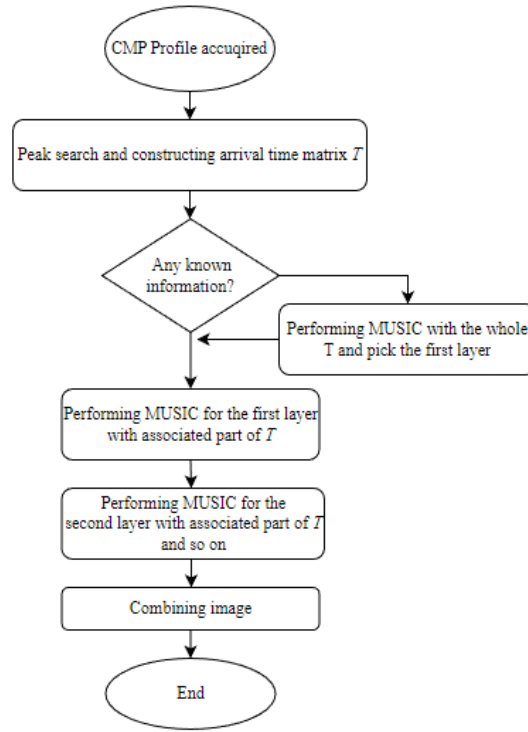 CMP Profile accuqired
Peak search and constructing arrival time matrix T
Any known
information?
Performing MUSIC with the whole
T and pick the first layer
Performing MUSIC for the first layer
with associated part of T
Performing MUSIC for the
second layer with associated part of T
and so on
Combining image
End